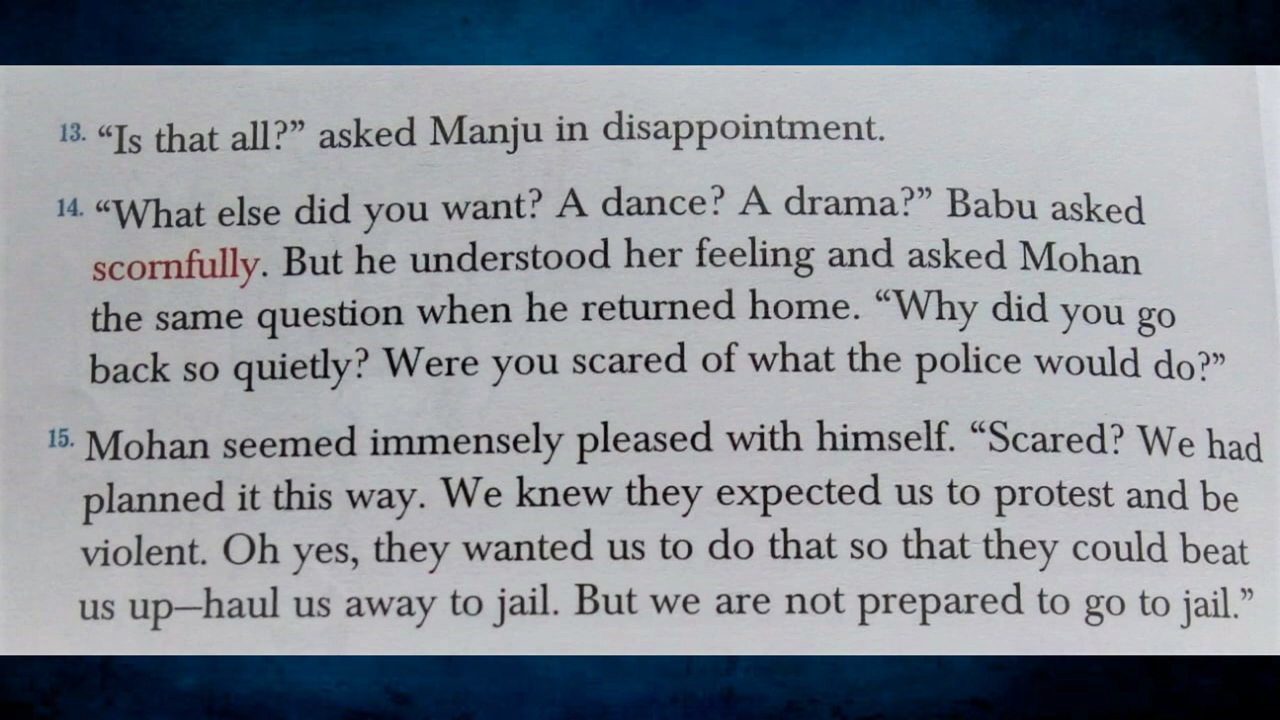 13. “Is that all?” asked Manju in disappointment.
14. “What else did you want? A dance? A drama?” Babu asked
scornfully. But he understood her feeling and asked Mohan
the same question when he returned home. “Why did you go
back so quietly? Were you scared of what the police would do?”
15. Mohan seemed immensely pleased with himself. “Scared? We had
planned it this way. We knew they expected us to protest and be
violent. Oh yes, they wanted us to do that so that they could beat
us up—haul us away to jail. But we are not prepared to go to jail.”